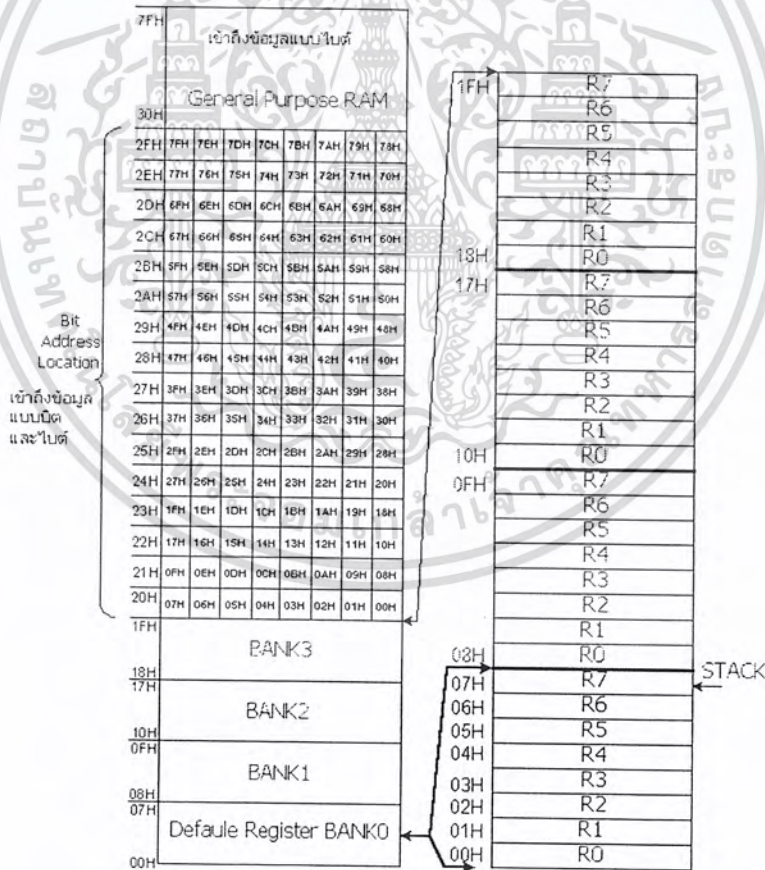 7FH
เข้าถึงข้อมูลแบบไบต์
General Purpose RAM
30H
2FH 7FH 7EH 7DH 7CH 7BH 7AH 79H 78H
2EH 77H 76H 75H 74H 73H 72H 71H 70H
2DH 6FH 6EH 6DH 6CH 6BH 6AH 69H 68H
2CH 67H 66H 65H 64H 63H 62H 61H 60H
2BH 5FH 5EH 5DH 5CH 5BH 5AH 59H 58H
2AH 57H 56H 55H 54H 53H 52H 51H 50H
29H 4FH 4EH 4DH 4CH 4BH 4AH 49H 48H
28H 47H 46H 45H 44H 43H 42H 41H 40H
27H 3FH 3EH 3DH 3CH 3BH 3AH 39H 38H
26H 37H 36H 35H 34H 33H 32H 31H 30H
25H 2FH 2EH 2DH 2CH 2BH 2AH 29H 28H
24H 27H 26H 25H 24H 23H 22H 21H 20H
23H 1FH 1EH 1DH 1CH 1BH 1AH 19H 18H
22H 17H 16H 15H 14H 13H 12H 11H 10H
21H 0FH 0EH 0DH 0CH 0BH 0AH 09H 08H
20H 07H 06H 05H 04H 03H 02H 01H 00H
Bit
Address
Location
เข้าถึงข้อมูล
แบบบิต
และไบต์
1FH
BANK3
18H
17H
BANK2
10H
0FH
BANK1
08H
07H
Defaule Register BANK0
00H
1FH R7
R6
R5
R4
R3
R2
R1
18H R0
17H R7
R6
R5
R4
R3
R2
R1
10H R0
0FH R7
R6
R5
R4
R3
R2
R1
08H R0
07H R7 STACK
06H R6
05H R5
04H R4
03H R3
02H R2
01H R1
00H R0